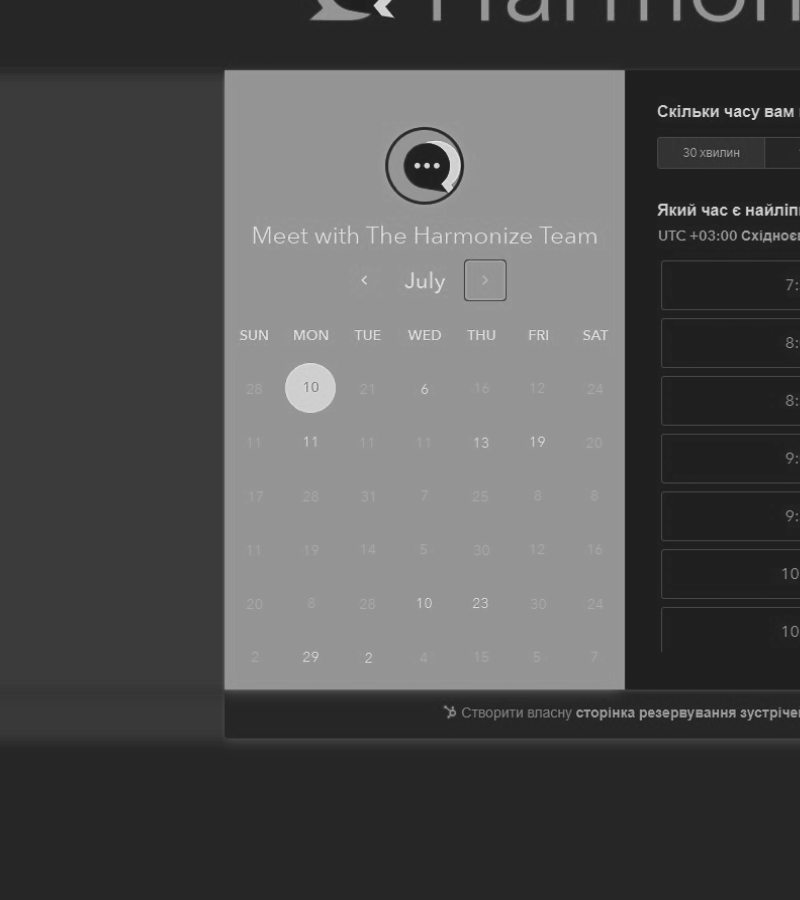 Harmon
Meet with The Harmonize Team
July
SUN MON TUE WED THU FRI SAT
28 10 21 6 16 12 24
11 11 11 11 13 19 20
17 28 31 7 25 8 8
11 19 14 5 30 12 16
20 8 28 10 23 30 24
2 29 2 4 15 5 7
Скільки часу вам
30 хвилин
Який час є найліп
UTC +03:00 Східноє
7:
8:
8:
9:
9:
10
10
Створити власну сторінка резервування зустріче